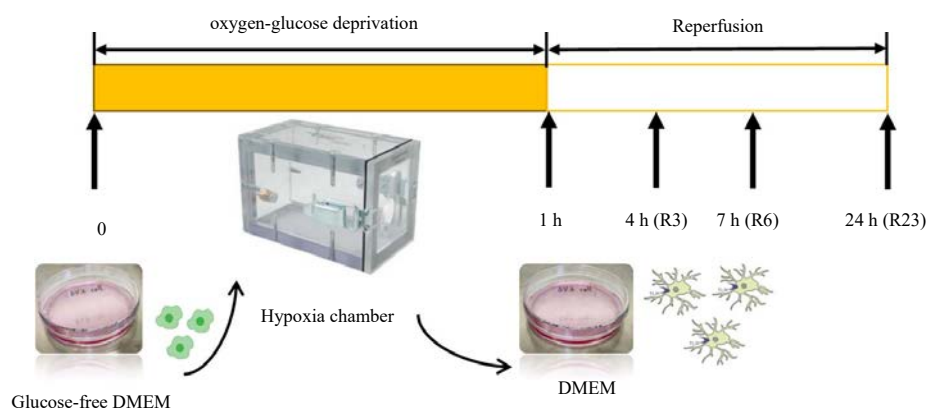 oxygen-glucose deprivation
Reperfusion
0
1 h
4 h (R3)
7 h (R6)
24 h (R23)
Hypoxia chamber
Glucose-free DMEM
DMEM